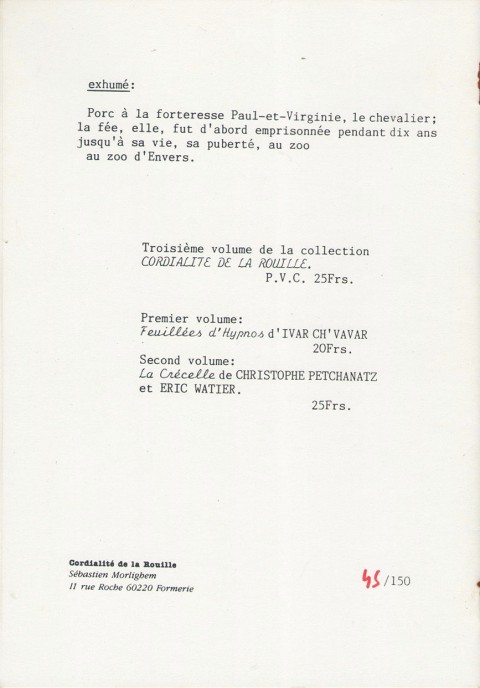 exhumé:
Porc à la forteresse Paul-et-Virginie, le chevalier;
la fée, elle, fut d'abord emprisonnée pendant dix ans
jusqu'à sa vie, sa puberté, au zoo
au zoo d'Envers.
Troisième volume de la collection
CORDIALITE DE LA ROUILLE.
P.V.C. 25Frs.
Premier volume:
Feuillées d'Hypnos d'IVAR CH'VAVAR
20Frs.
Second volume:
La Crécelle de CHRISTOPHE PETCHANATZ
et ERIC WATIER.
25Frs.
Cordialité de la Rouille
Sébastien Morlighem
11 rue Roche 60220 Formerie
45/150